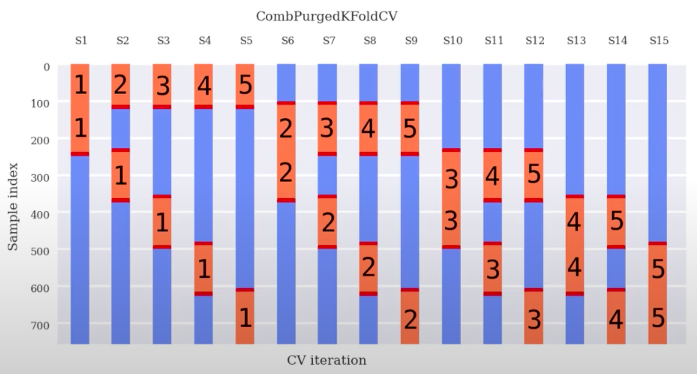 CombPurgedKFoldCV
S1 S2 S3 S4 S5 S6 S7 S8 S9 S10 S11 S12 S13 S14 S15
0
1 2 3 4 5
100
1 2 3 4 5
200
1 2 3 4 5
300
400
1 2 3 4 5
500
1 2 3 4 5
600
1 2 3 4 5
700
Sample index
CV iteration